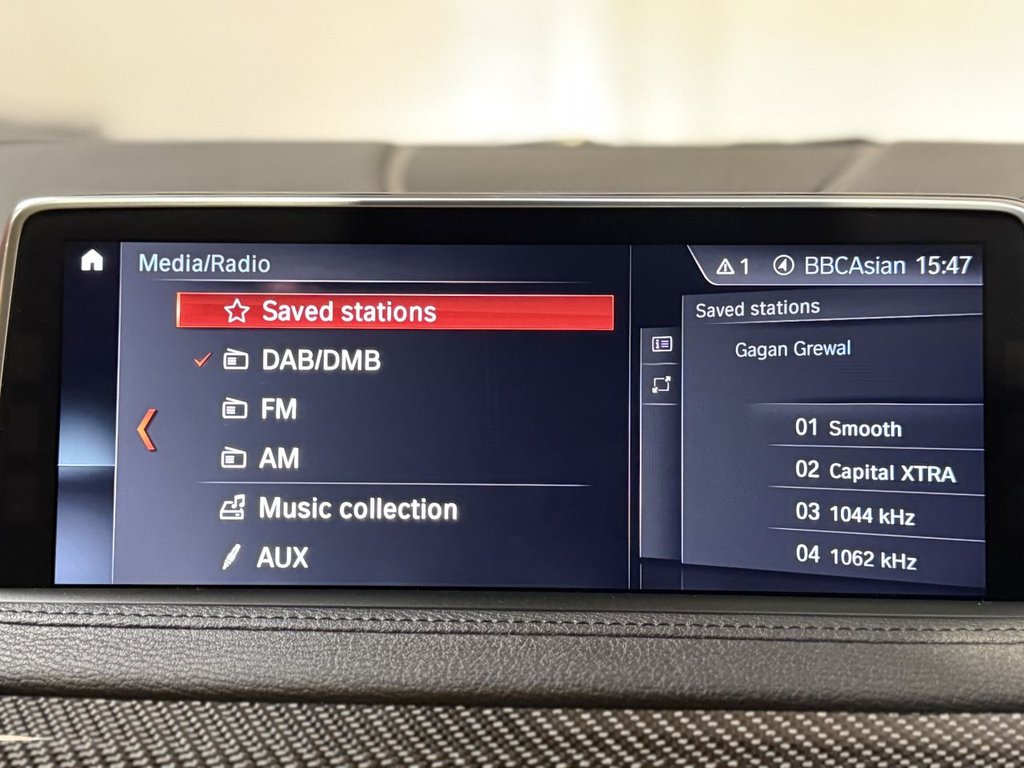 Media/Radio
1 BBCAsian 15:47
Saved stations
DAB/DMB
FM
AM
Music collection
AUX
Saved stations
Gagan Grewal
01 Smooth
02 Capital XTRA
03 1044 kHz
04 1062 kHz